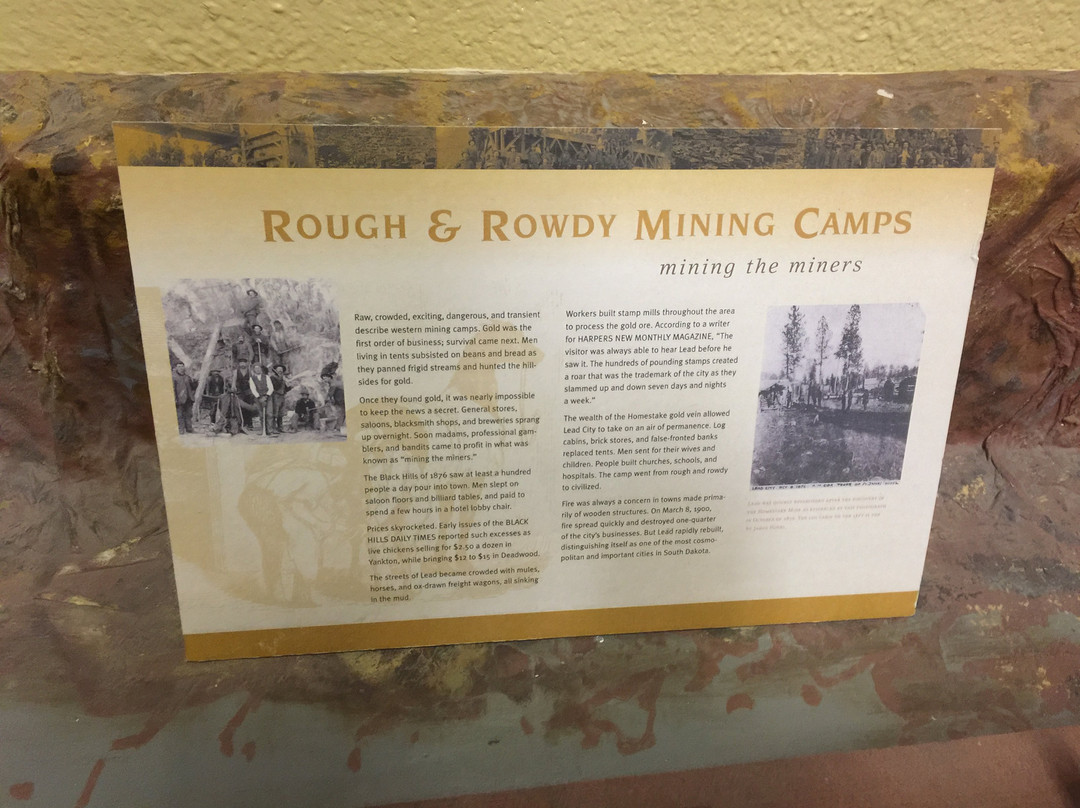 ROUGH & ROWDY MINING CAMPS
mining the miners
Raw, crowded, exciting, dangerous, and transient
describe western mining camps. Gold was the
first order of business; survival came next. Men
living in tents subsisted on beans and bread as
they panned frigid streams and hunted the hill-
sides for gold.
Once they found gold, it was nearly impossible
to keep the news a secret. General stores,
saloons, blacksmith shops, and breweries sprang
up overnight. Soon madams, professional gam-
blers, and bandits came to profit in what was
known as "mining the miners."
The Black Hills of 1876 saw at least a hundred
people a day pour into town. Men slept on
saloon floors and billiard tables, and paid to
spend a few hours in a hotel lobby chair.
Prices skyrocketed. Early issues of the BLACK
HILLS DAILY TIMES reported such excesses as
live chickens selling for $2.50 a dozen in
Yankton, while bringing $12 to $15 in Deadwood.
The streets of Lead became crowded with mules,
horses, and ox-drawn freight wagons, all sinking
in the mud.
Workers built stamp mills throughout the area
to process the gold ore. According to a writer
for HARPERS NEW MONTHLY MAGAZINE, "The
visitor was always able to hear Lead before he
saw it. The hundreds of pounding stamps created
a roar that was the trademark of the city as they
slammed up and down seven days and nights
a week."
The wealth of the Homestake gold vein allowed
Lead City to take on an air of permanence. Log
cabins, brick stores, and false-fronted banks
replaced tents. Men sent for their wives and
children. People built churches, schools, and
hospitals. The camp went from rough and rowdy
to civilized.
Fire was always a concern in towns made prima-
rily of wooden structures. On March 8, 1900,
fire spread quickly and destroyed one-quarter
of the city's businesses. But Lead rapidly rebuilt,
distinguishing itself as one of the most cosmo-
politan and important cities in South Dakota.
LEAD CITY